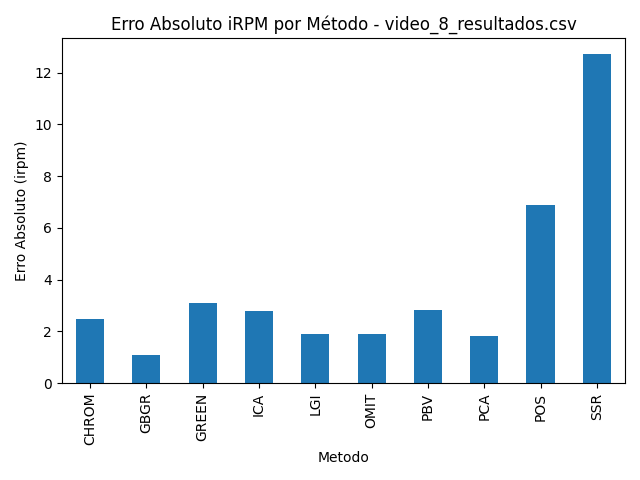 Erro Absoluto iRPM por Método - video_8_resultados.csv
Erro Absoluto (irpm)
12
10
8
6
4
2
0
CHROM
GBGR
GREEN
ICA
LGI
OMIT
PBV
PCA
POS
SSR
Metodo